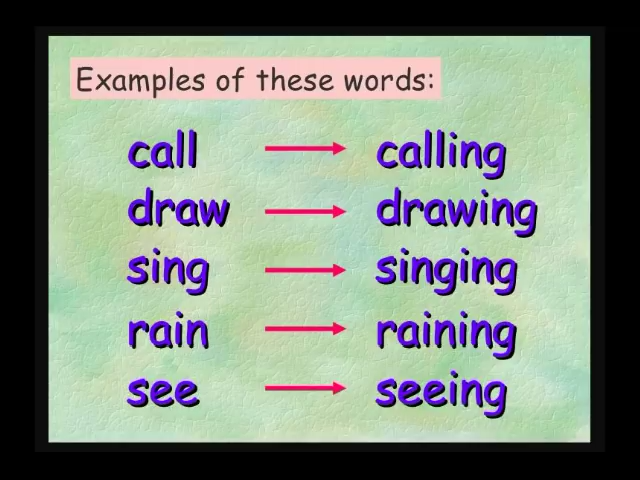 Examples of these words:
call → calling
draw → drawing
sing → singing
rain → raining
see → seeing